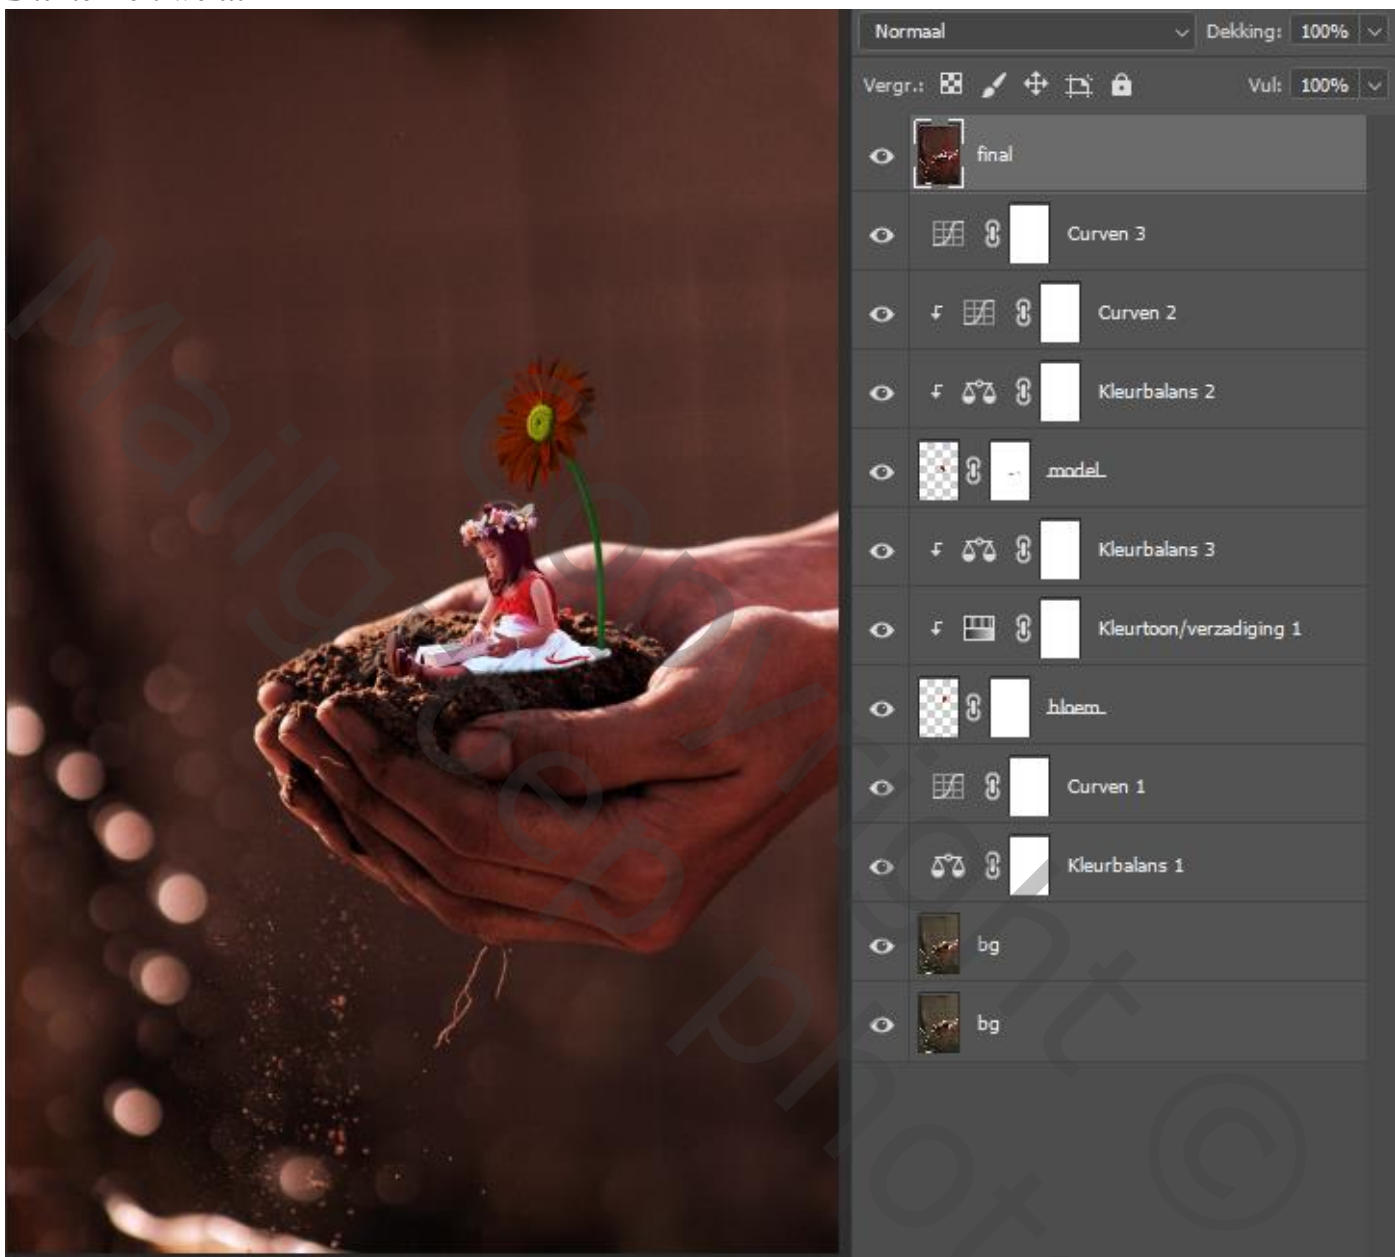 Normaal Dekking: 100%
Vergr.: Vul: 100%
final
Curven 3
Curven 2
Kleurbalans 2
model
Kleurbalans 3
Kleurtoon/verzadiging 1
bloem
Curven 1
Kleurbalans 1
bg
bg
Copyright ©